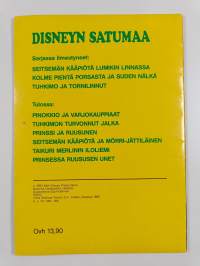 DISNEYN SATUMAA
Sarjassa ilmestyneet:
SEITSEMÄN KÄÄPIÖTÄ LUMIKIN LINNASSA
KOLME PIENTÄ PORSASTA JA SUDEN NÄLKÄ
TUHKIMO JA TORNILINNUT
Tulossa:
PINOKKIO JA VARJOKAUPPIAAT
TUHKIMON TURVONNUT JALKA
PRINSSI JA RUUSUNEN
SEITSEMÄN KÄÄPIÖTÄ JA MÖRRI-JÄTTILÄINEN
TAIKURI MERLININ ILOLIEMI
PRINSESSA RUUSUSEN UNET
Ovh 13,90